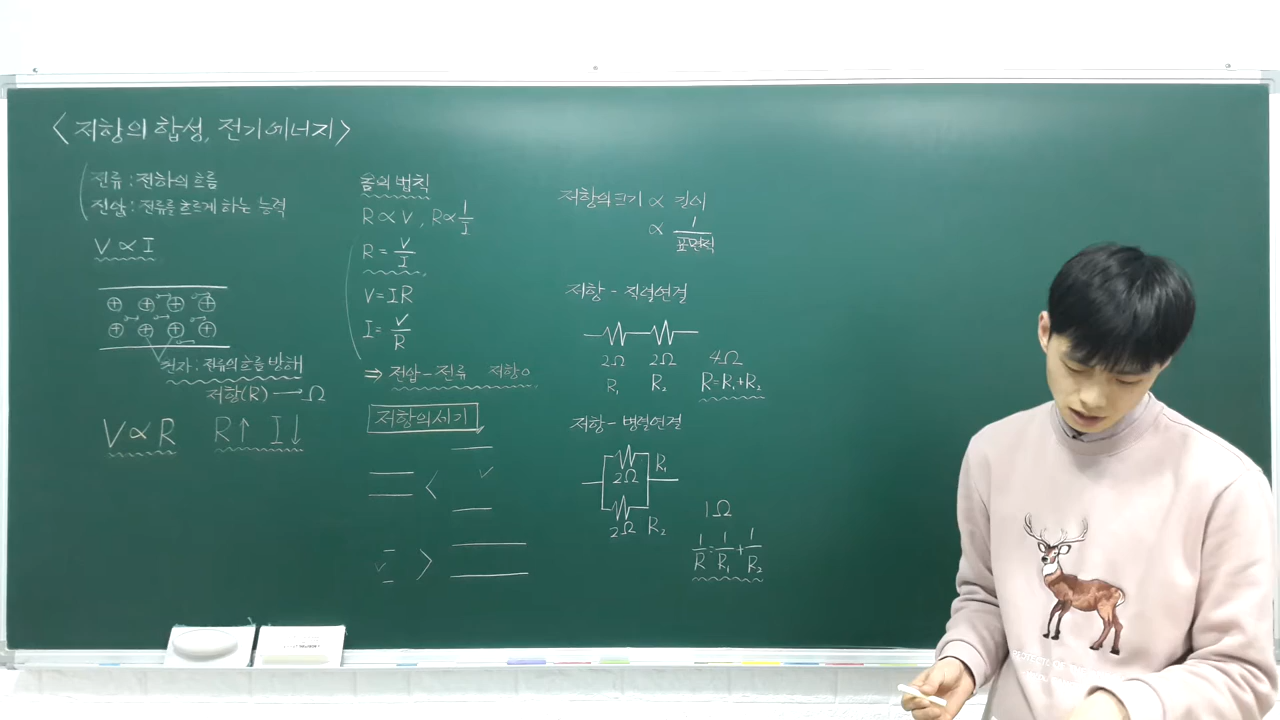 <저항의 합성, 전기에너지>
전류 : 전하의 흐름
전압 : 전류를 흐르게 하는 능력
V ∝ I
원자 : 전류의 흐름 방해
저항(R) → Ω
V ∝ R R↑ I↓
옴의 법칙
R ∝ V, R ∝ 1/I
R = V/I
V = IR
I = V/R
⇒ 전압-전류 저항o
저항의 세기
<
>
저항의 크기 ∝ 길이
∝ 1/표면적
저항 - 직렬연결
2Ω 2Ω 4Ω
R₁ R₂ R=R₁+R₂
저항 - 병렬연결
2Ω R₁
2Ω R₂
1Ω
1/R = 1/R₁ + 1/R₂